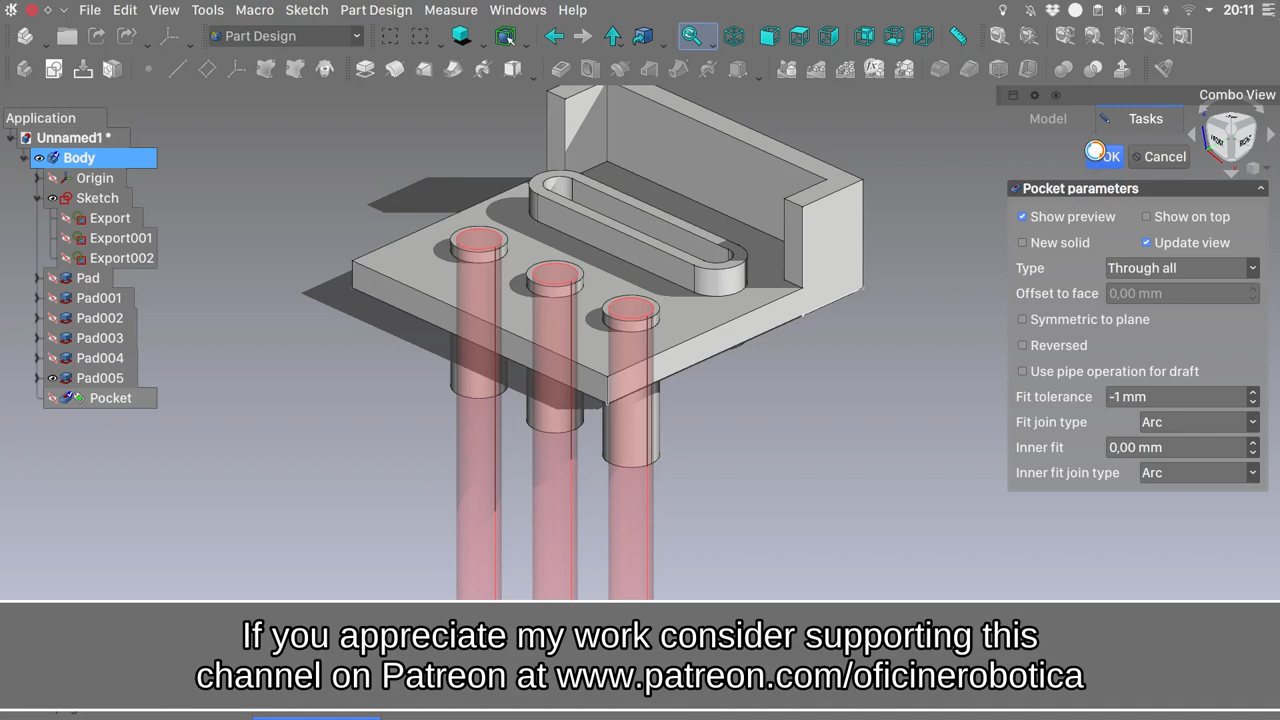 File Edit View Tools Macro Sketch Part Design Measure Windows Help
20:11
Part Design
Combo View
Application
Model
Tasks
Unnamed1 *
Body
OK
Cancel
Origin
Sketch
Export
Export001
Export002
Pad
Pad001
Pad002
Pad003
Pad004
Pad005
Pocket
Pocket parameters
Show preview
Show on top
New solid
Update view
Type
Through all
Offset to face
0,00 mm
Symmetric to plane
Reversed
Use pipe operation for draft
Fit tolerance
-1 mm
Fit join type
Arc
Inner fit
0,00 mm
Inner fit join type
Arc
If you appreciate my work consider supporting this
channel on Patreon at www.patreon.com/oficinerobotica